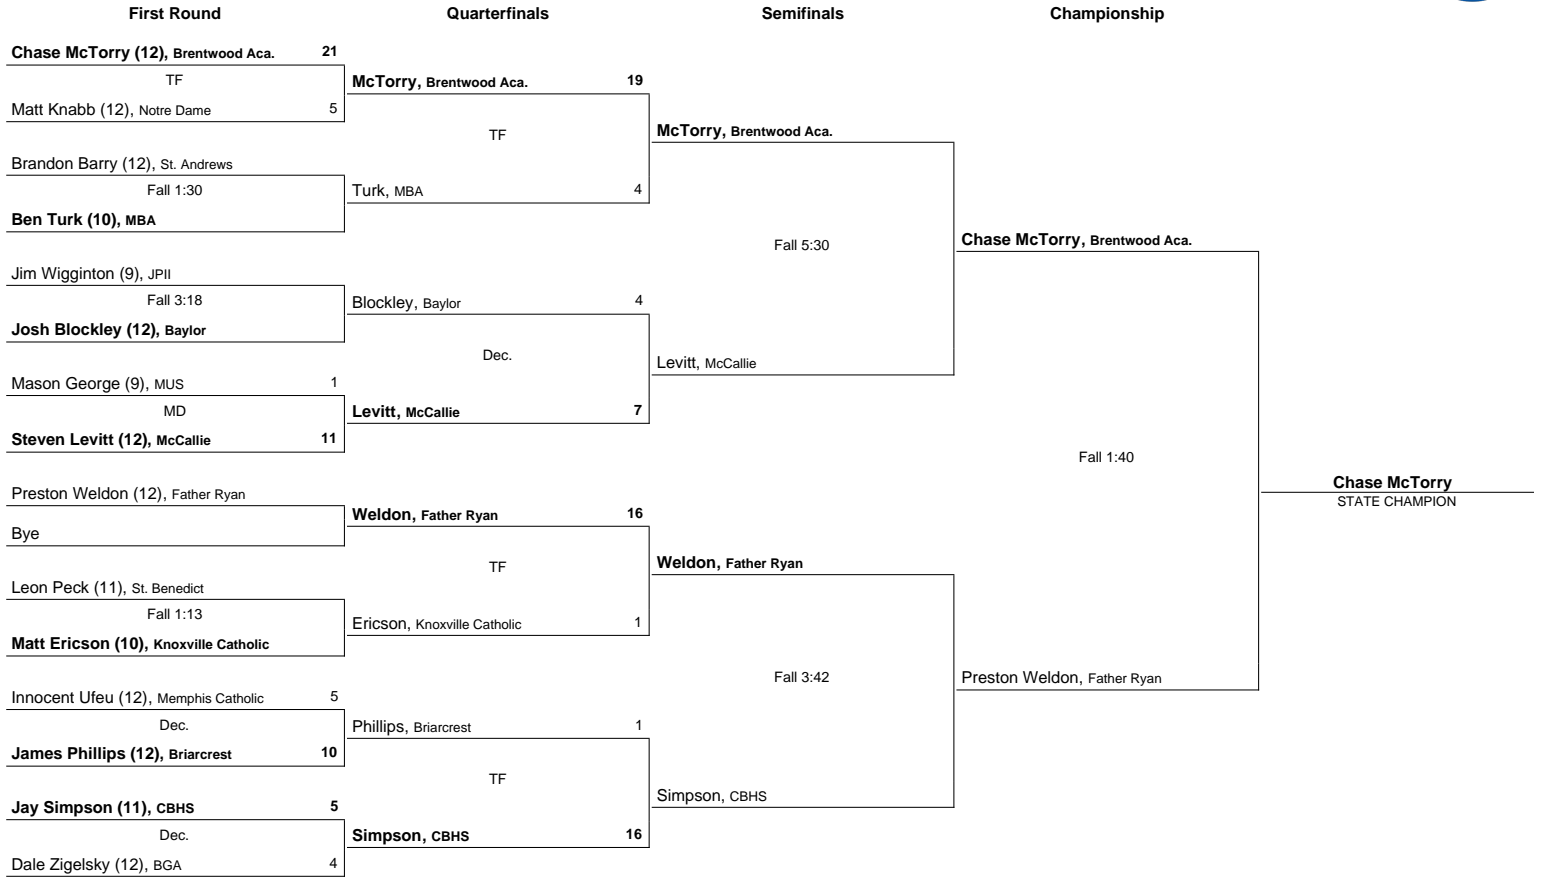 First Round
Quarterfinals
Semifinals
Championship
Chase McTorry (12), Brentwood Aca. 21
TF
Matt Knabb (12), Notre Dame 5
Brandon Barry (12), St. Andrews
Fall 1:30
Ben Turk (10), MBA
Jim Wigginton (9), JPII
Fall 3:18
Josh Blockley (12), Baylor
Mason George (9), MUS 1
MD
Steven Levitt (12), McCallie 11
Preston Weldon (12), Father Ryan
Bye
Leon Peck (11), St. Benedict
Fall 1:13
Matt Ericson (10), Knoxville Catholic
Innocent Ufeu (12), Memphis Catholic 5
Dec.
James Phillips (12), Briarcrest 10
Jay Simpson (11), CBHS 5
Dec.
Dale Zigelsky (12), BGA 4
McTorry, Brentwood Aca. 19
TF
Turk, MBA 4
Blockley, Baylor 4
Dec.
Levitt, McCallie 7
Weldon, Father Ryan 16
TF
Ericson, Knoxville Catholic 1
Phillips, Briarcrest 1
TF
Simpson, CBHS 16
McTorry, Brentwood Aca.
Fall 5:30
Levitt, McCallie
Weldon, Father Ryan
Fall 3:42
Simpson, CBHS
Chase McTorry, Brentwood Aca.
Fall 1:40
Preston Weldon, Father Ryan
Chase McTorry
STATE CHAMPION